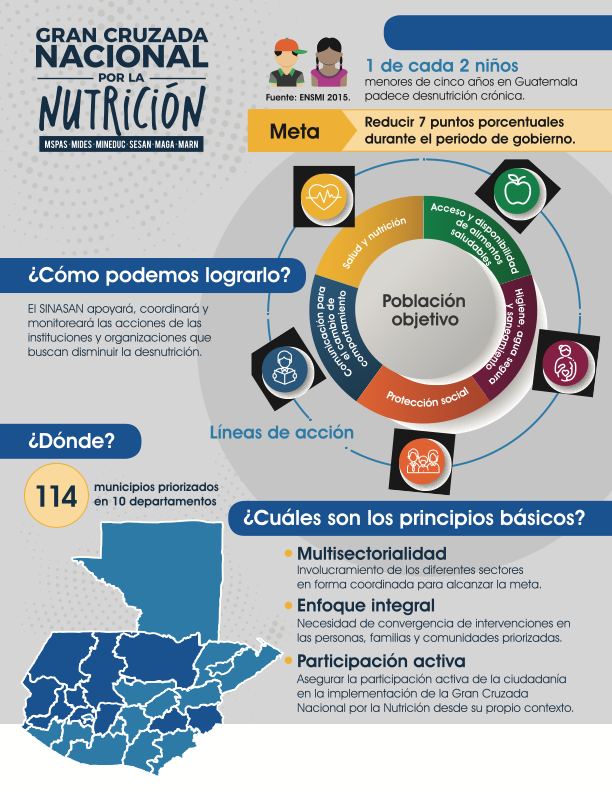 GRAN CRUZADA
NACIONAL
POR LA
NUTRICIÓN
MSPAS · MIDES · MINEDUC · SESAN · MAGA · MARN
Fuente: ENSMI 2015.
1 de cada 2 niños
menores de cinco años en Guatemala
padece desnutrición crónica.
Meta
Reducir 7 puntos porcentuales
durante el periodo de gobierno.
Salud y nutrición
Acceso y disponibilidad
de alimentos
saludables
Higiene, agua segura
y saneamiento
Protección social
Comunicación para
el cambio de
comportamiento
Población
objetivo
Líneas de acción
¿Cómo podemos lograrlo?
El SINASAN apoyará, coordinará y
monitoreará las acciones de las
instituciones y organizaciones que
buscan disminuir la desnutrición.
¿Dónde?
114
municipios priorizados
en 10 departamentos
¿Cuáles son los principios básicos?
Multisectorialidad
Involucramiento de los diferentes sectores
en forma coordinada para alcanzar la meta.
Enfoque integral
Necesidad de convergencia de intervenciones en
las personas, familias y comunidades priorizadas.
Participación activa
Asegurar la participación activa de la ciudadanía
en la implementación de la Gran Cruzada
Nacional por la Nutrición desde su propio contexto.